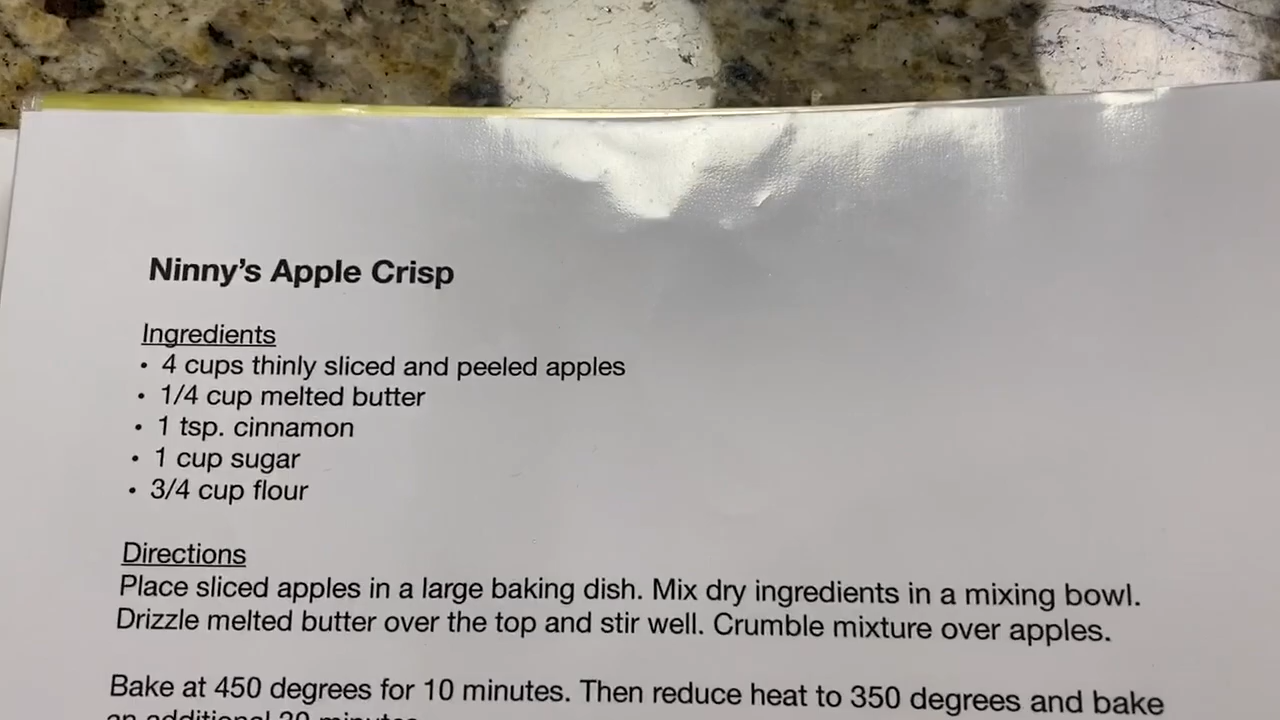 Ninny's Apple Crisp
Ingredients
• 4 cups thinly sliced and peeled apples
• 1/4 cup melted butter
• 1 tsp. cinnamon
• 1 cup sugar
• 3/4 cup flour
Directions
Place sliced apples in a large baking dish. Mix dry ingredients in a mixing bowl.
Drizzle melted butter over the top and stir well. Crumble mixture over apples.
Bake at 450 degrees for 10 minutes. Then reduce heat to 350 degrees and bake
an additional minutes